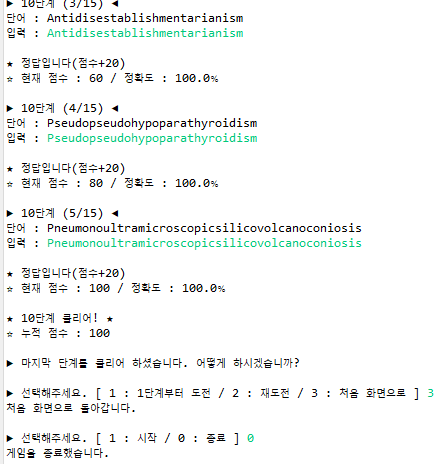 ▶ 10단계 (3/15) ◀
단어 : Antidisestablishmentarianism
입력 : Antidisestablishmentarianism
★ 정답입니다(점수+20)
☆ 현재 점수 : 60 / 정확도 : 100.0%
▶ 10단계 (4/15) ◀
단어 : Pseudopseudohypoparathyroidism
입력 : Pseudopseudohypoparathyroidism
★ 정답입니다(점수+20)
☆ 현재 점수 : 80 / 정확도 : 100.0%
▶ 10단계 (5/15) ◀
단어 : Pneumonoultramicroscopicsilicovolcanoconiosis
입력 : Pneumonoultramicroscopicsilicovolcanoconiosis
★ 정답입니다(점수+20)
☆ 현재 점수 : 100 / 정확도 : 100.0%
★ 10단계 클리어! ★
☆ 누적 점수 : 100
▶ 마지막 단계를 클리어 하셨습니다. 어떻게 하시겠습니까?
▶ 선택해주세요. [ 1 : 1단계부터 도전 / 2 : 재도전 / 3 : 처음 화면으로 ] 3
처음 화면으로 돌아갑니다.
▶ 선택해주세요. [ 1 : 시작 / 0 : 종료 ] 0
게임을 종료했습니다.